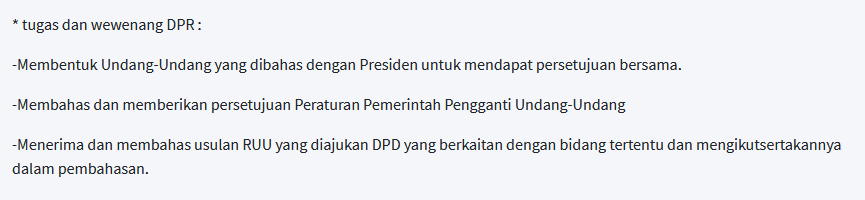 * tugas dan wewenang DPR :
-Membentuk Undang-Undang yang dibahas dengan Presiden untuk mendapat persetujuan bersama.
-Membahas dan memberikan persetujuan Peraturan Pemerintah Pengganti Undang-Undang
-Menerima dan membahas usulan RUU yang diajukan DPD yang berkaitan dengan bidang tertentu dan mengikutsertakannya
dalam pembahasan.